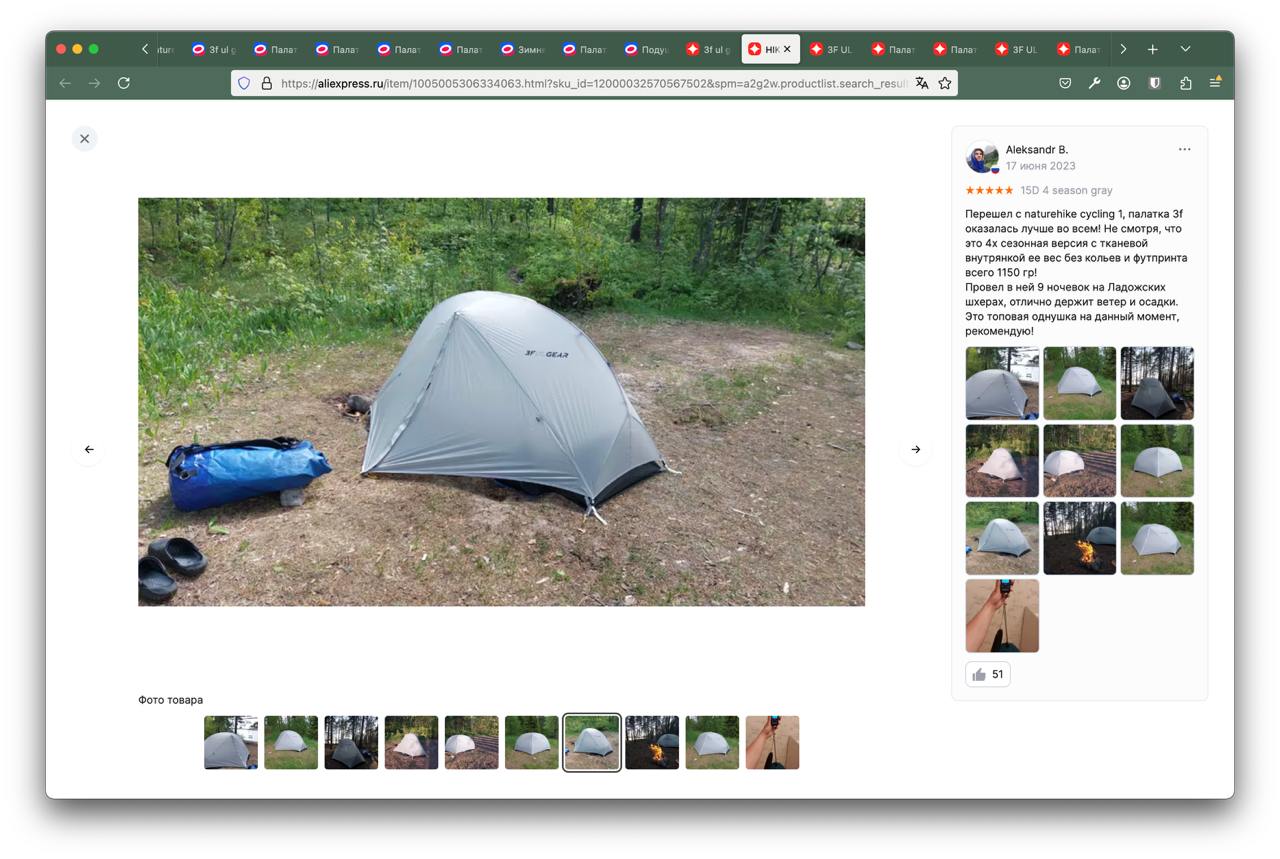 3f ul g
Палат
Палат
Палат
Палат
Зимн
Палат
Подуш
3f ul g
НІК
3F UL
Палат
Палат
3F UL
Палат
https://aliexpress.ru/item/1005005306334063.html?sku_id=12000032570567502&spm=a2g2w.productlist.search_result
3F UL GEAR
Фото товара
Aleksandr B.
17 июня 2023
15D 4 season gray
Перешел с naturehike cycling 1, палатка 3f
оказалась лучше во всем! Не смотря, что
это 4х сезонная версия с тканевой
внутрянкой ее вес без кольев и футпринта
всего 1150 гр!
Провел в ней 9 ночевок на Ладожских
шхерах, отлично держит ветер и осадки.
Это топовая однушка на данный момент,
рекомендую!
51